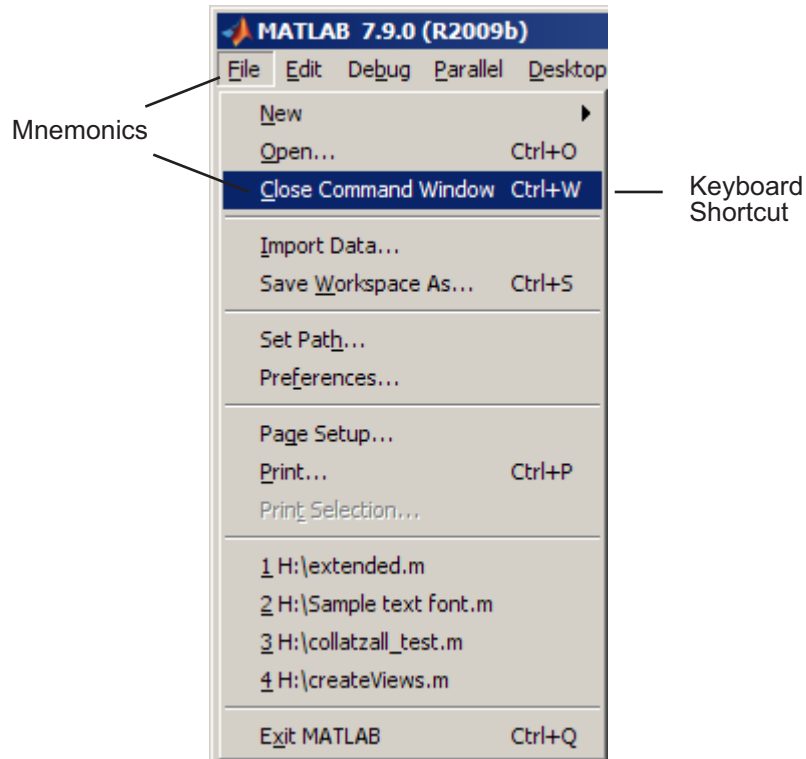 MATLAB 7.9.0 (R2009b)
File Edit Debug Parallel Desktop
Mnemonics
New
Open... Ctrl+O
Close Command Window Ctrl+W
Keyboard
Shortcut
Import Data...
Save Workspace As... Ctrl+S
Set Path...
Preferences...
Page Setup...
Print... Ctrl+P
Print Selection...
1 H:\extended.m
2 H:\Sample text font.m
3 H:\collatzall_test.m
4 H:\createViews.m
Exit MATLAB Ctrl+Q